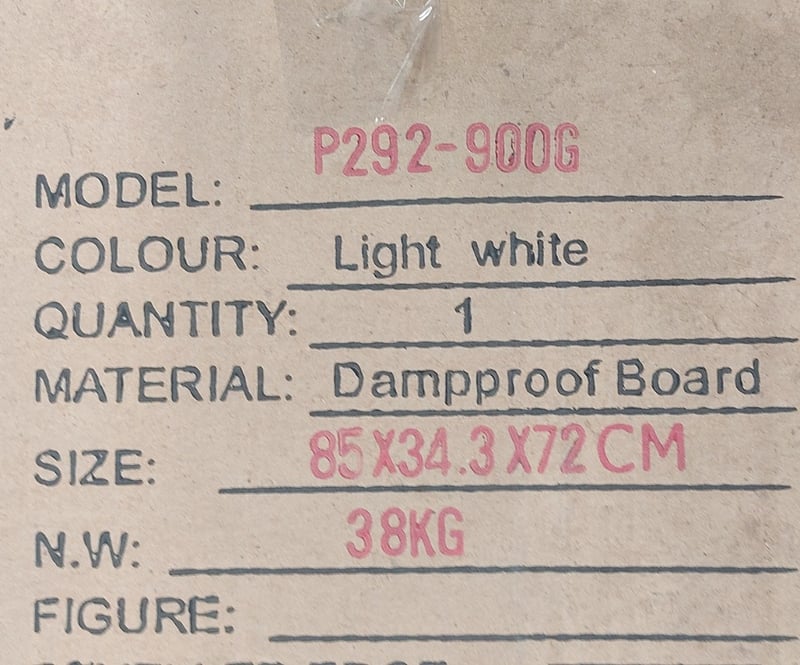 MODEL: P292-900G
COLOUR: Light white
QUANTITY: 1
MATERIAL: Dampproof Board
SIZE: 85X34.3X72CM
N.W: 38KG
FIGURE: